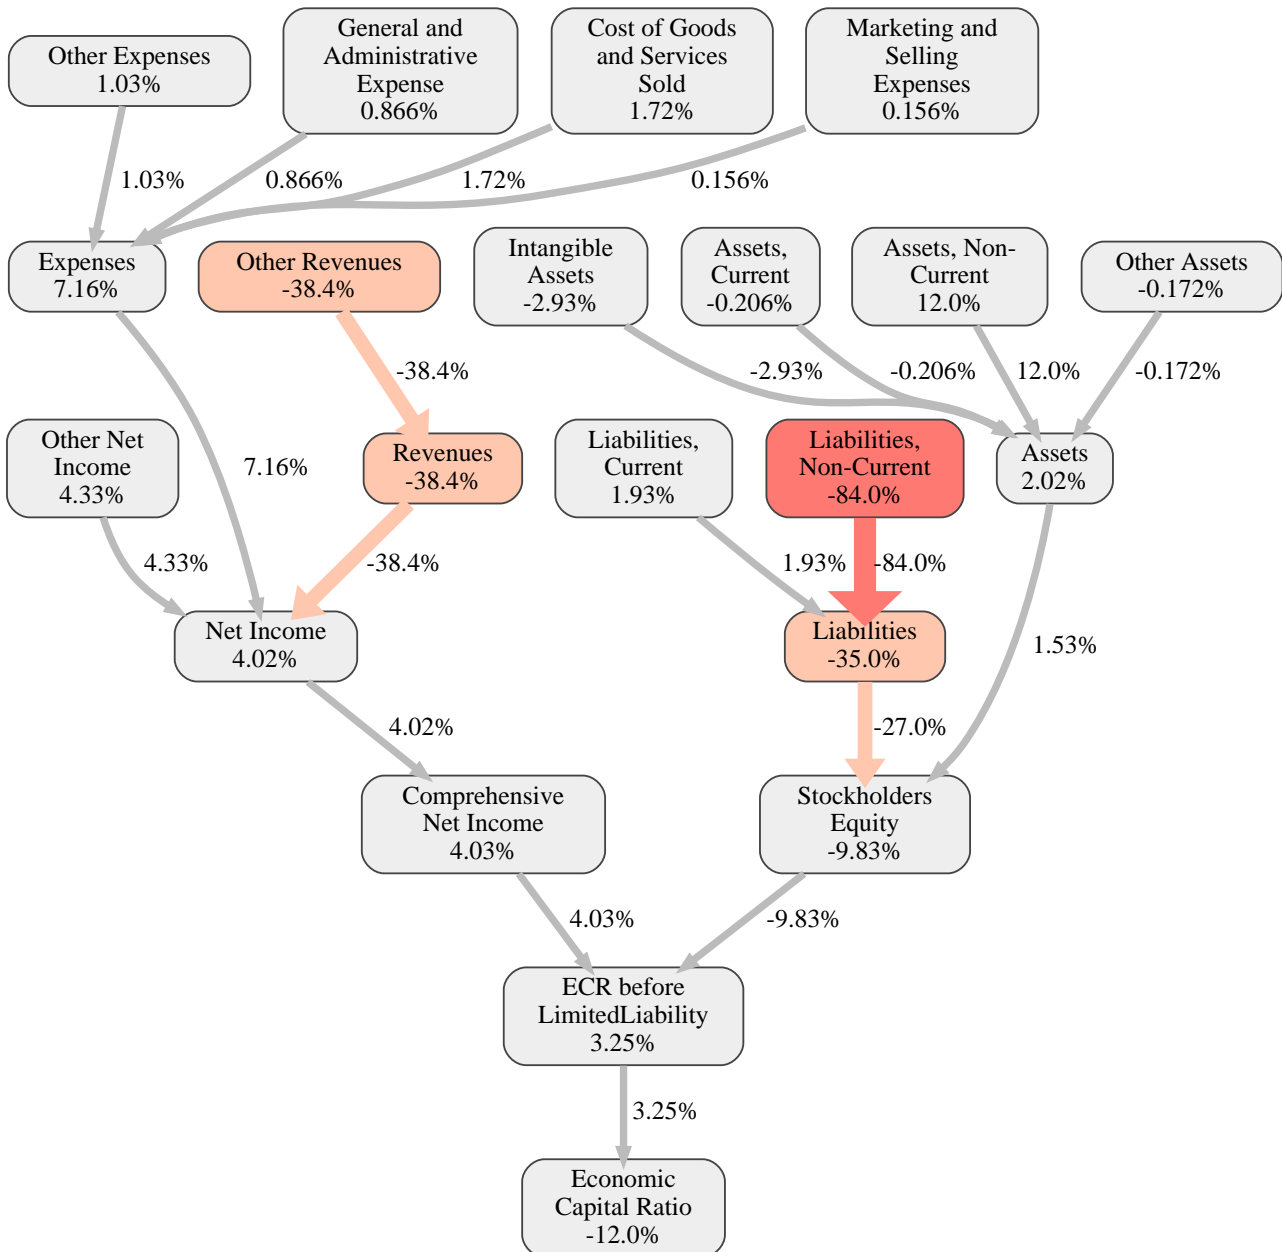 Other Expenses
1.03%
General and
Administrative
Expense
0.866%
Cost of Goods
and Services
Sold
1.72%
Marketing and
Selling
Expenses
0.156%
1.03%
0.866%
1.72%
0.156%
Expenses
7.16%
Other Revenues
-38.4%
Intangible
Assets
-2.93%
Assets,
Current
-0.206%
Assets, Non-
Current
12.0%
Other Assets
-0.172%
-38.4%
-2.93%
-0.206%
12.0%
-0.172%
Other Net
Income
4.33%
7.16%
Revenues
-38.4%
Liabilities,
Current
1.93%
Liabilities,
Non-Current
-84.0%
Assets
2.02%
4.33%
-38.4%
1.93%
-84.0%
Net Income
4.02%
Liabilities
-35.0%
1.53%
4.02%
-27.0%
Comprehensive
Net Income
4.03%
Stockholders
Equity
-9.83%
4.03%
-9.83%
ECR before
LimitedLiability
3.25%
3.25%
Economic
Capital Ratio
-12.0%